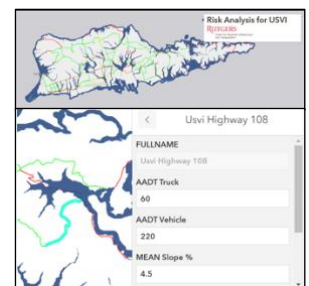 Risk Analysis for USVI
RUTGERS
Usvi Highway 108
FULLNAME
Usvi Highway 108
AADT Truck
60
AADT Vehicle
220
MEAN Slope %
4.5